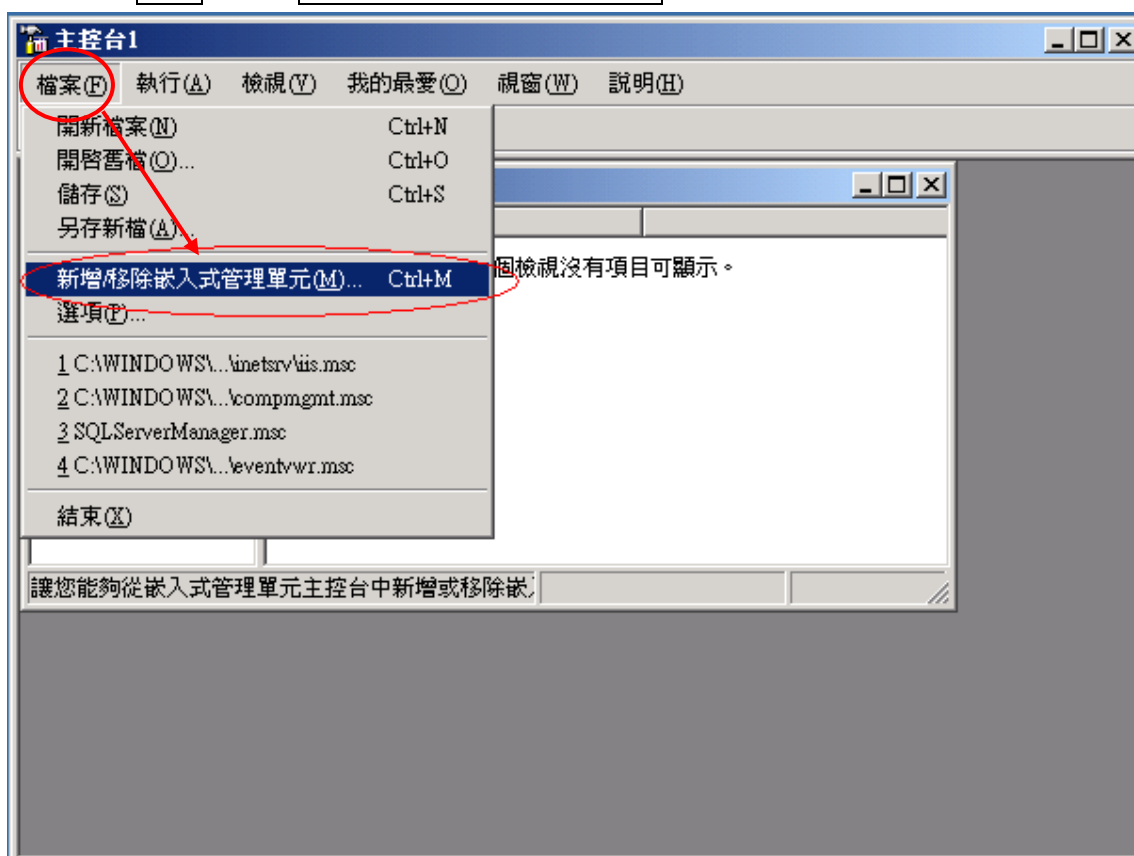 主控台1
檔案(F) 執行(A) 檢視(V) 我的最愛(O) 視窗(W) 說明(H)
開新檔案(N) Ctrl+N
開啓舊檔(O)... Ctrl+O
儲存(S) Ctrl+S
另存新檔(A)...
新增/移除嵌入式管理單元(M)... Ctrl+M
個檢視沒有項目可顯示。
選項(P)...
1 C:\WINDOWS\...\inetsrv\iis.msc
2 C:\WINDOWS\...\compmgmt.msc
3 SQLServerManager.msc
4 C:\WINDOWS\...\eventvwr.msc
結束(X)
讓您能夠從嵌入式管理單元主控台中新增或移除嵌